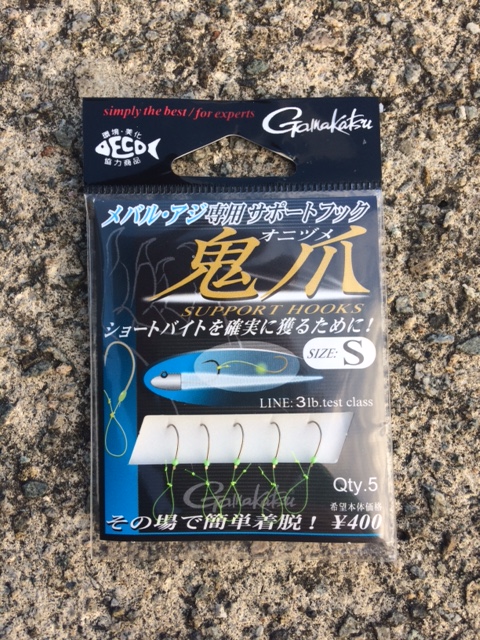 simply the best/for experts
Gamakatsu
環境・美化
ECO
協力商品
メバル・アジ専用サポートフック
オニヅメ
鬼爪
SUPPORT HOOKS
ショートバイトを確実に獲るために!
SIZE: S
LINE: 3lb.test class
Gamakatsu
Qty.5
希望本体価格
その場で簡単着脱! ¥400